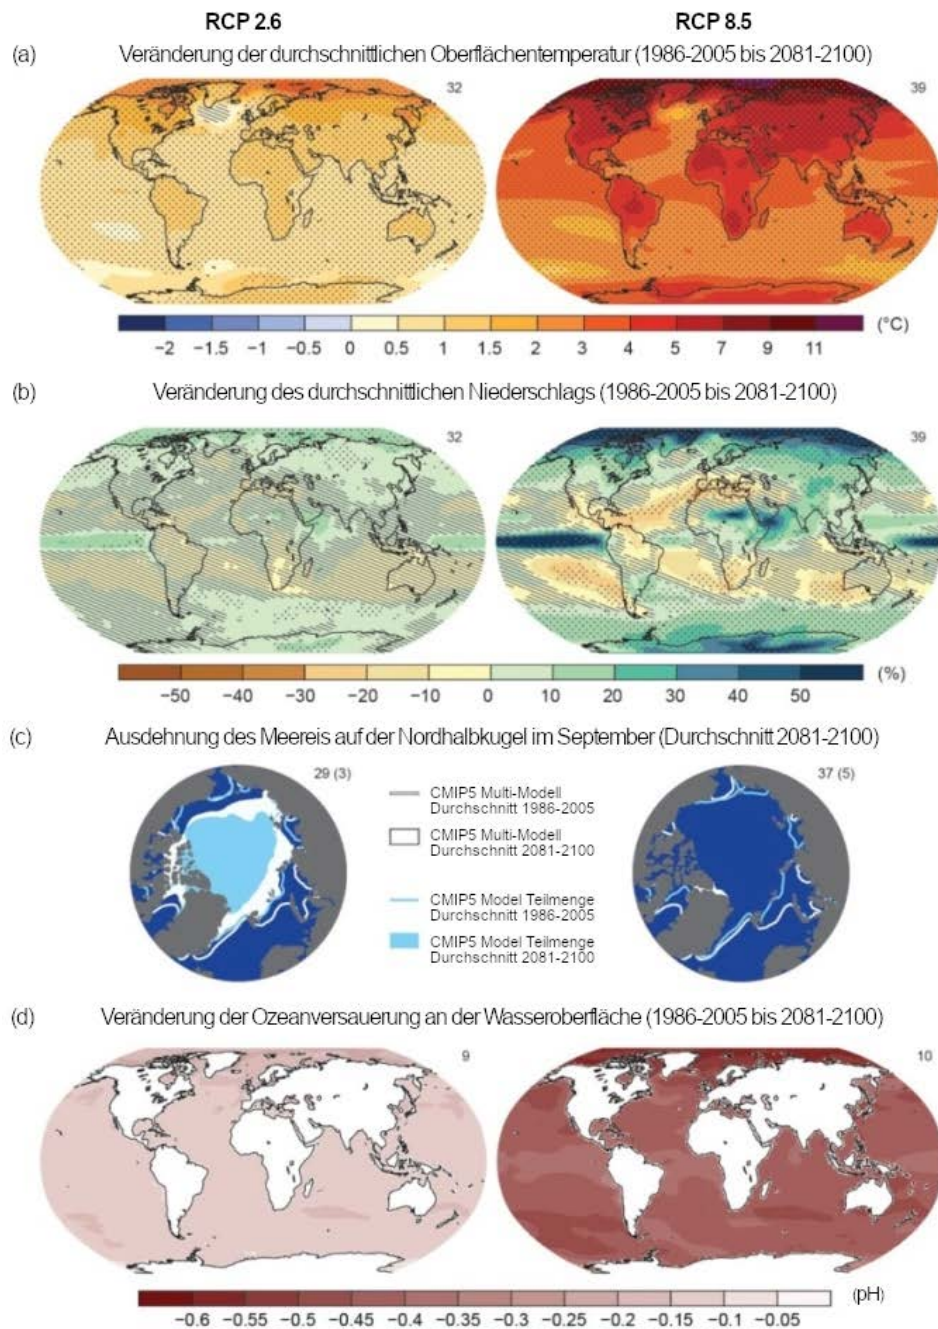 RCP 2.6 RCP 8.5
(a) Veränderung der durchschnittlichen Oberflächentemperatur (1986-2005 bis 2081-2100)
32 39
(°C)
−2 −1.5 −1 −0.5 0 0.5 1 1.5 2 3 4 5 7 9 11
(b) Veränderung des durchschnittlichen Niederschlags (1986-2005 bis 2081-2100)
32 39
(%)
−50 −40 −30 −20 −10 0 10 20 30 40 50
(c) Ausdehnung des Meereis auf der Nordhalbkugel im September (Durchschnitt 2081-2100)
29 (3) 37 (5)
CMIP5 Multi-Modell
Durchschnitt 1986-2005
CMIP5 Multi-Modell
Durchschnitt 2081-2100
CMIP5 Model Teilmenge
Durchschnitt 1986-2005
CMIP5 Model Teilmenge
Durchschnitt 2081-2100
(d) Veränderung der Ozeanversauerung an der Wasseroberfläche (1986-2005 bis 2081-2100)
9 10
(pH)
−0.6 −0.55 −0.5 −0.45 −0.4 −0.35 −0.3 −0.25 −0.2 −0.15 −0.1 −0.05